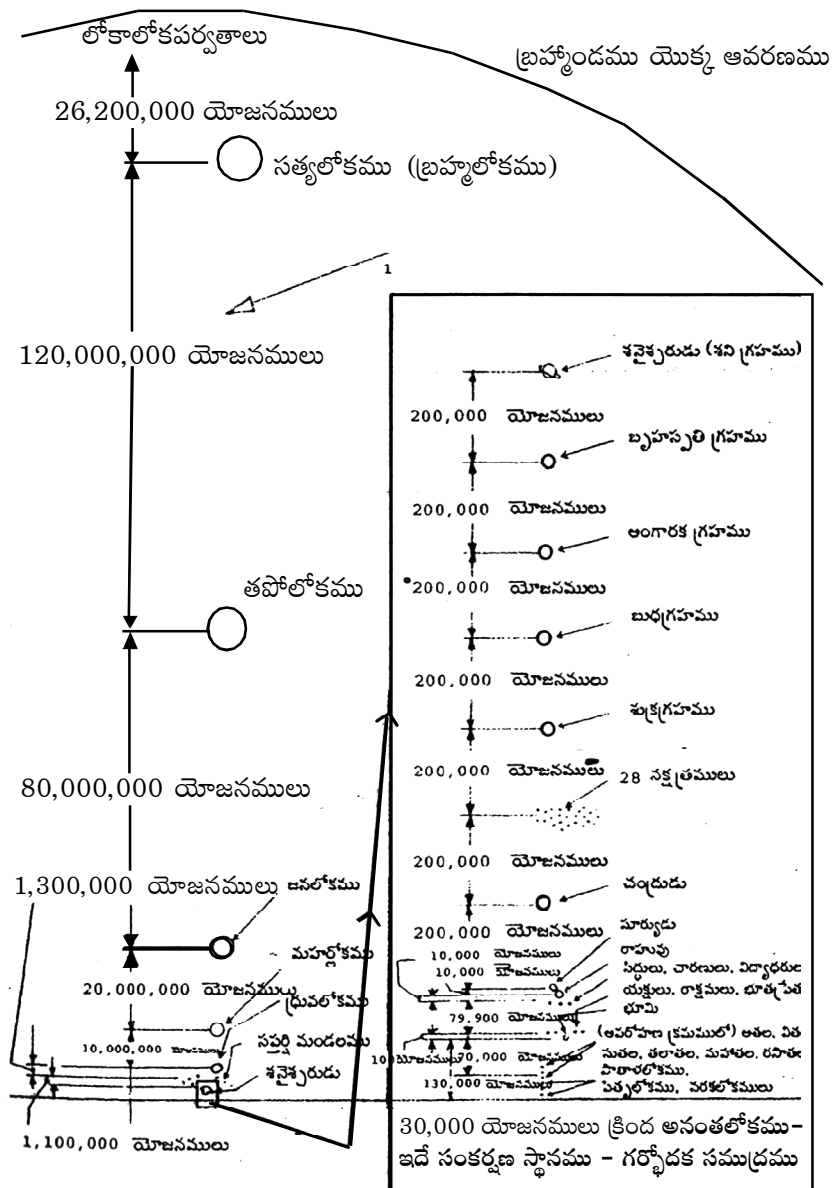 లోకాలోకపర్వతాలు
బ్రహ్మాండము యొక్క ఆవరణము
26,200,000 యోజనములు
సత్యలోకము (బ్రహ్మలోకము)
1
120,000,000 యోజనములు
తపోలోకము
80,000,000 యోజనములు
1,300,000 యోజనములు
జనలోకము
మహర్లోకము
20,000,000 యోజనములు
ధ్రువలోకము
10,000,000 యోజనములు
సప్తర్షి మండలము
శనైశ్చరుడు
1,100,000 యోజనములు
శనైశ్చరుడు (శని గ్రహము)
200,000 యోజనములు
బృహస్పతి గ్రహము
200,000 యోజనములు
అంగారక గ్రహము
200,000 యోజనములు
బుధగ్రహము
200,000 యోజనములు
శుక్రగ్రహము
200,000 యోజనములు
28 నక్షత్రములు
200,000 యోజనములు
చంద్రుడు
200,000 యోజనములు
సూర్యుడు
10,000 యోజనములు
రాహువు
10,000 యోజనములు
సిద్ధులు, చారణులు, విద్యాధరులు
యక్షులు, రాక్షసులు, భూతప్రేత
79,900 యోజనములు
భూమి
(అవరోహణ క్రమములో) అతల, విత
100 యోజనములు
70,000 యోజనములు
సుతల, తలాతల, మహాతల, రసాతల
పాతాళలోకము,
130,000 యోజనములు
పితృలోకము, నరకలోకములు
30,000 యోజనములు క్రింద అనంతలోకము–
ఇదే సంకర్షణ స్థానము – గర్భోదక సముద్రము